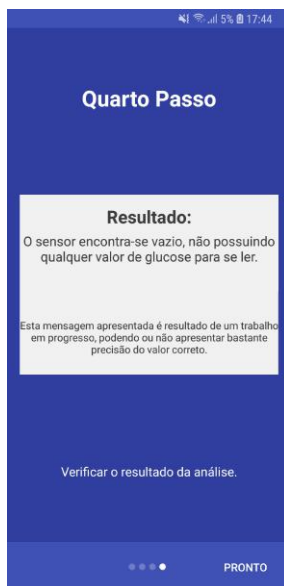 5% 17:44
Quarto Passo
Resultado:
O sensor encontra-se vazio, não possuindo
qualquer valor de glucose para se ler.
Esta mensagem apresentada é resultado de um trabalho
em progresso, podendo ou não apresentar bastante
precisão do valor correto.
Verificar o resultado da análise.
PRONTO